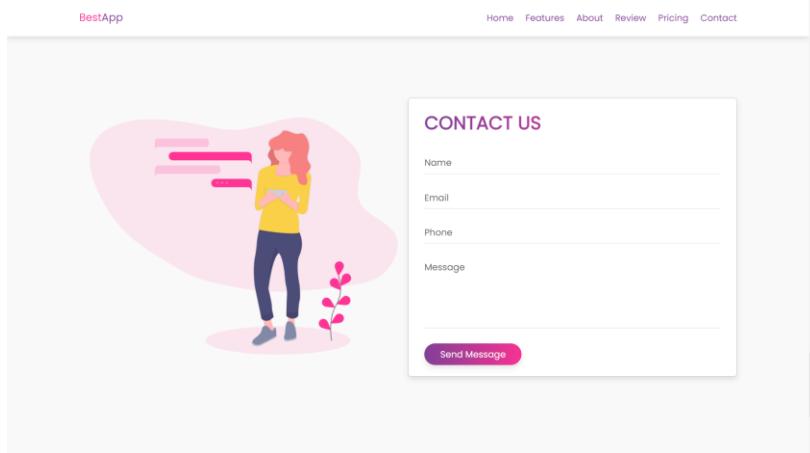 BestApp
Home Features About Review Pricing Contact
CONTACT US
Name
Email
Phone
Message
Send Message